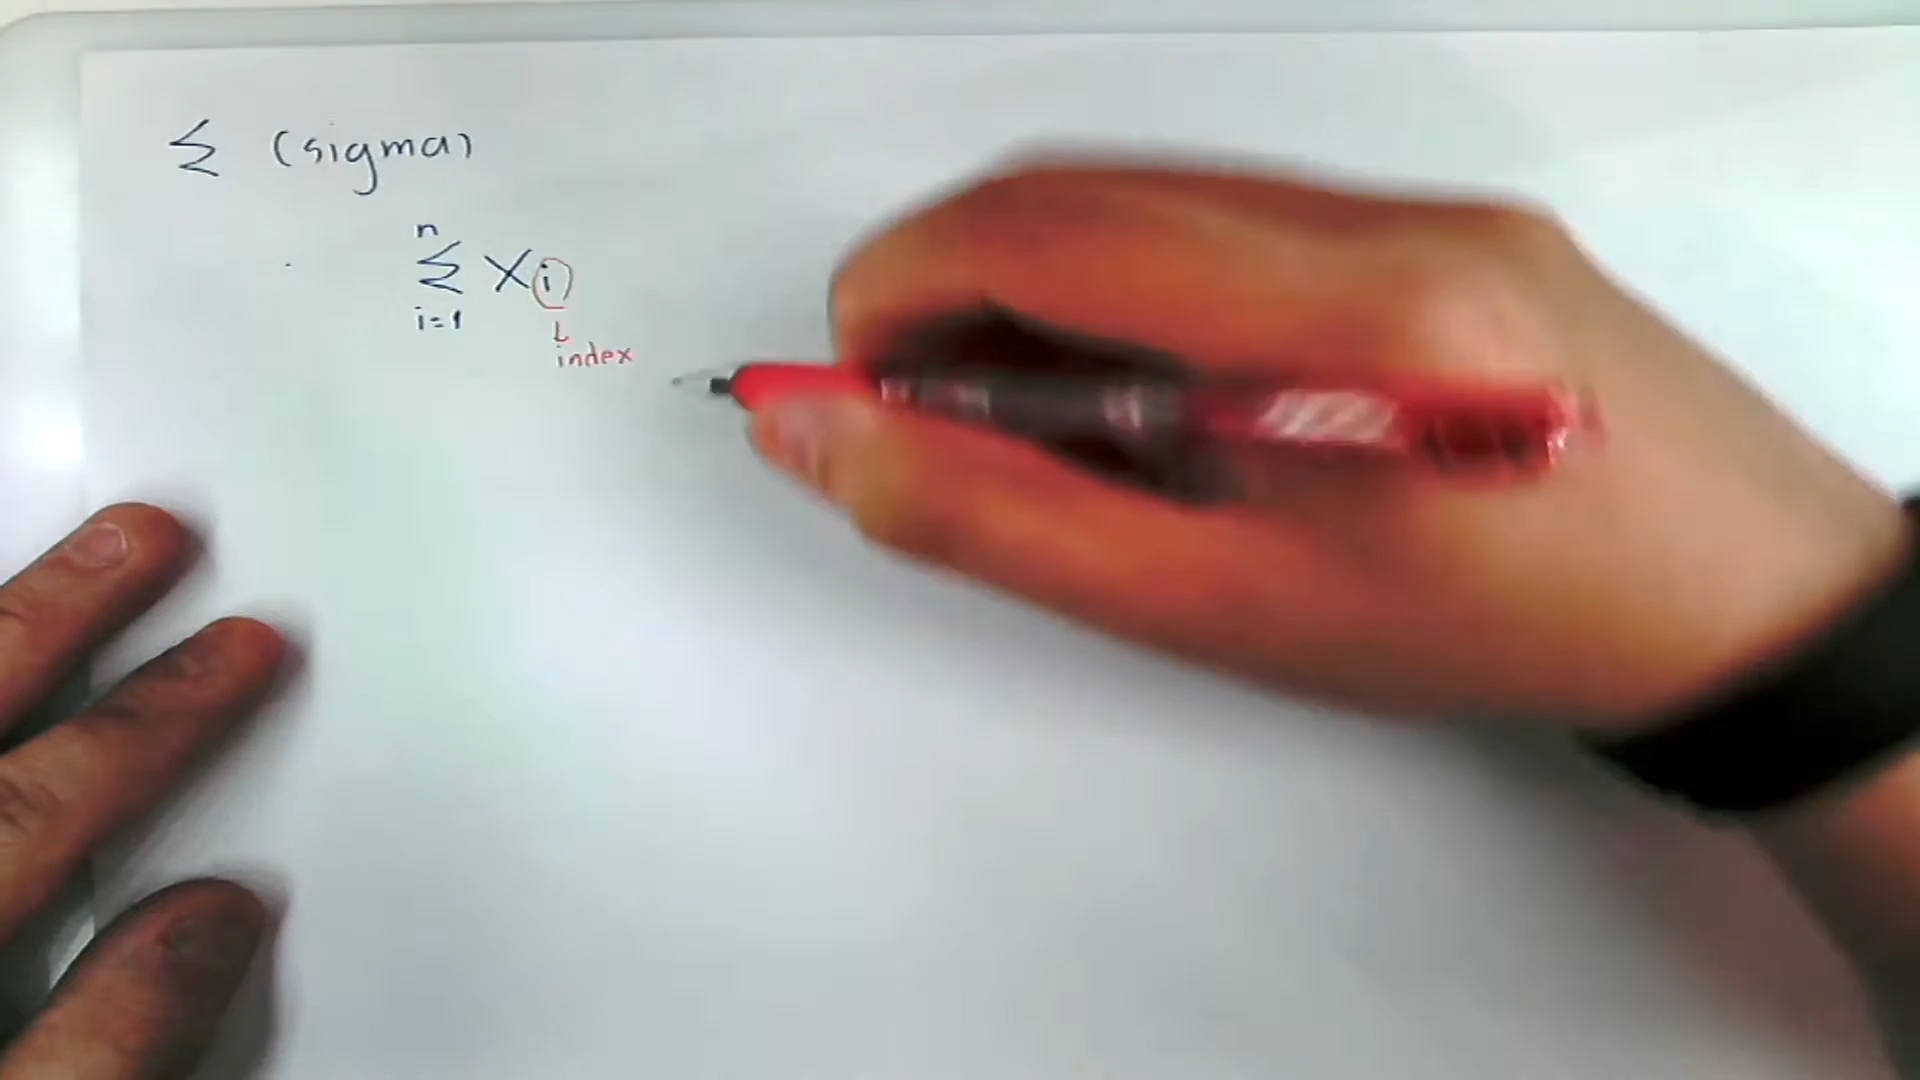 Σ (sigma)
n
Σ Xi
i=1
↓
index